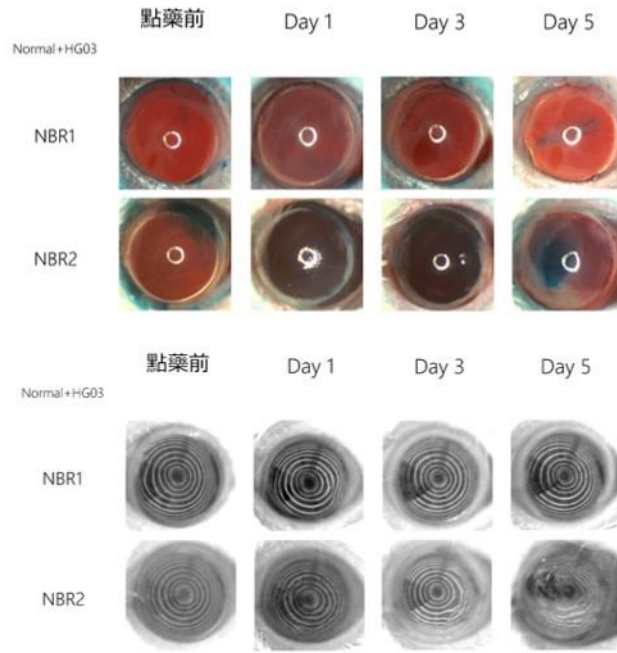 點藥前 Day 1 Day 3 Day 5
Normal+HG03
NBR1
NBR2
點藥前 Day 1 Day 3 Day 5
Normal+HG03
NBR1
NBR2